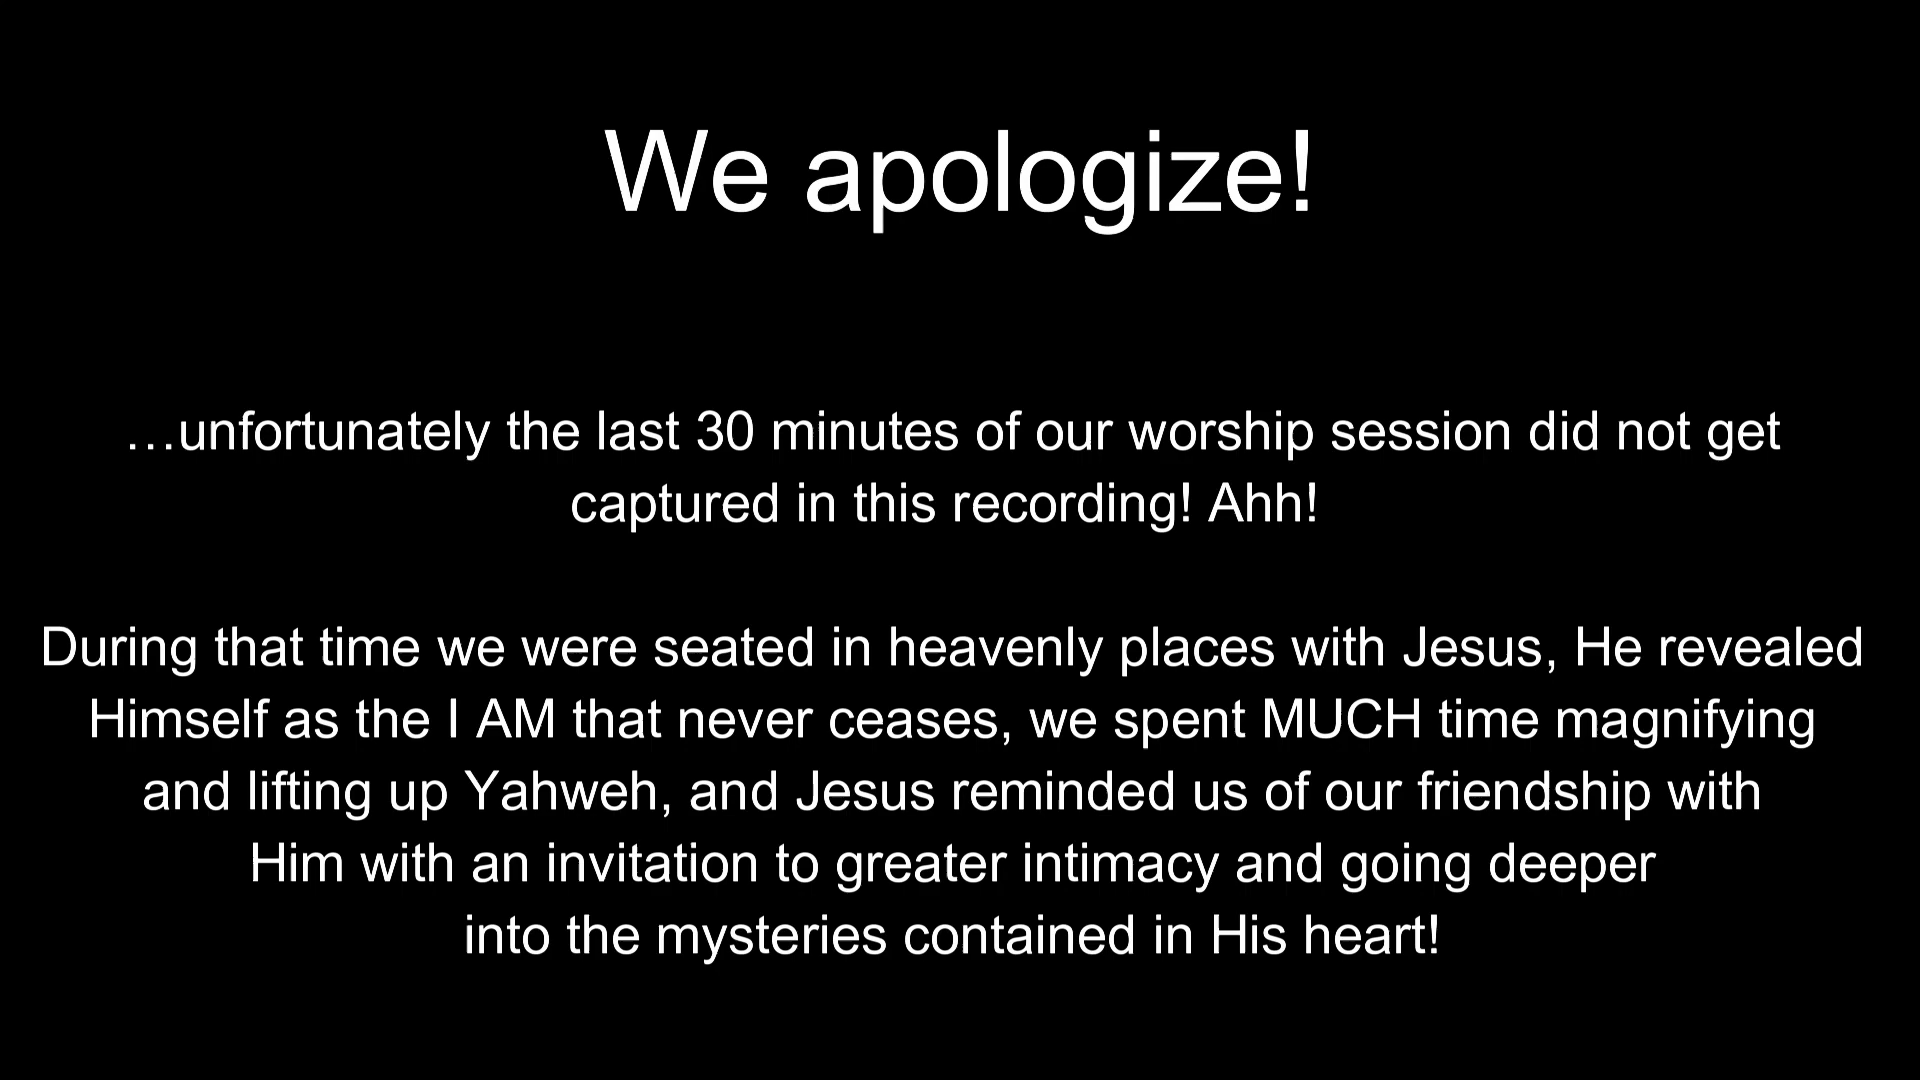 We apologize!
…unfortunately the last 30 minutes of our worship session did not get
captured in this recording! Ahh!
During that time we were seated in heavenly places with Jesus, He revealed
Himself as the I AM that never ceases, we spent MUCH time magnifying
and lifting up Yahweh, and Jesus reminded us of our friendship with
Him with an invitation to greater intimacy and going deeper
into the mysteries contained in His heart!